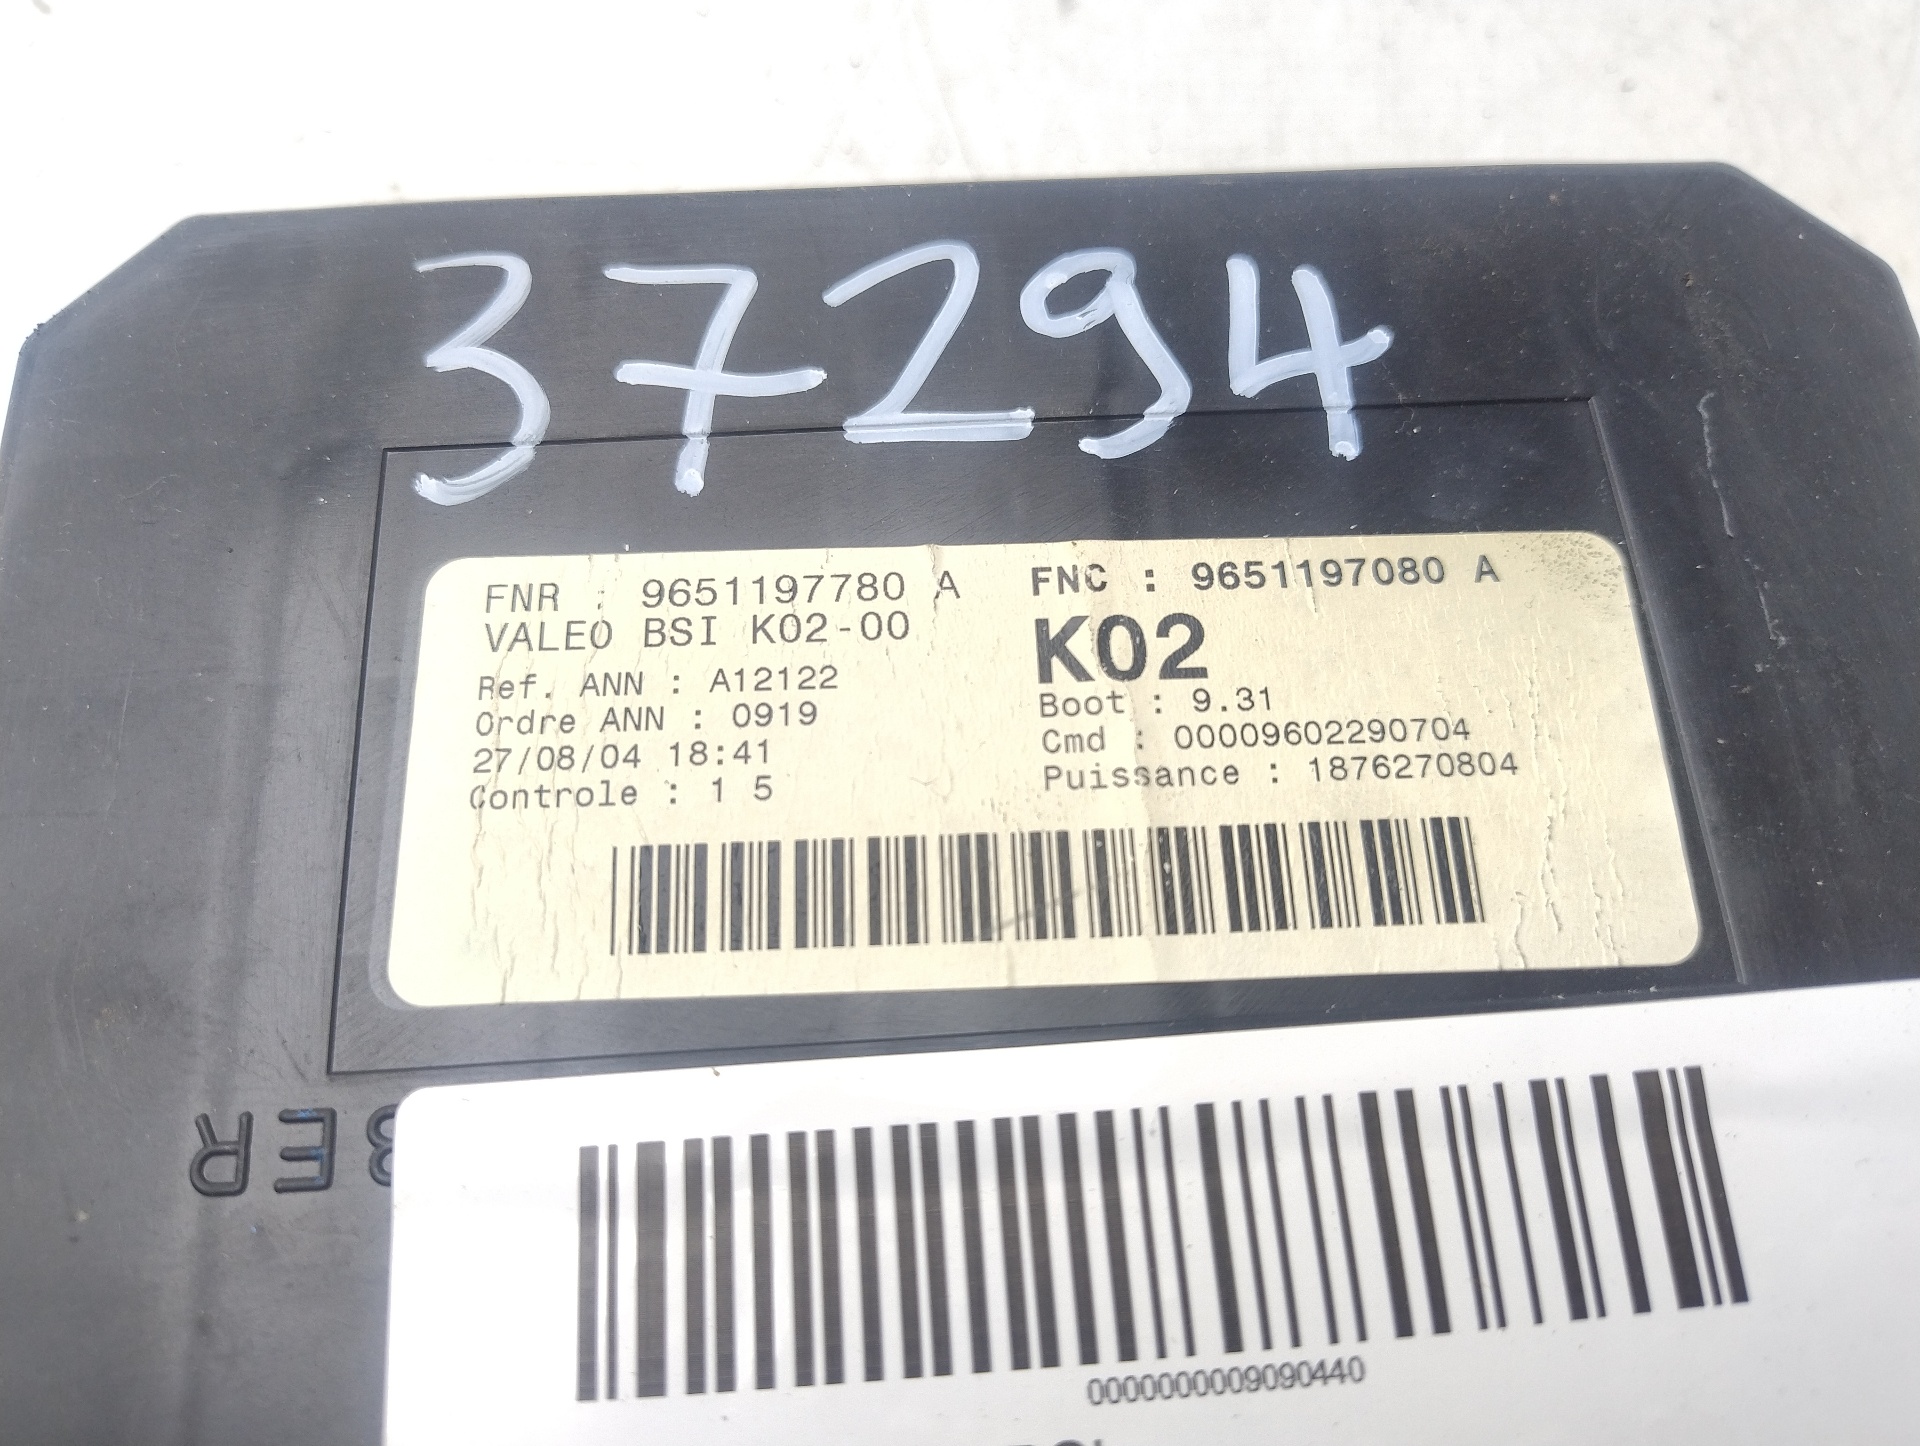 37294
FNR : 9651197780 A
FNC : 9651197080 A
VALEO BSI K02-00
K02
Ref. ANN : A12122
Boot : 9.31
Ordre ANN : 0919
Cmd : 00009602290704
27/08/04 18:41
Puissance : 1876270804
Controle : 1 5
BER
0000000009090440